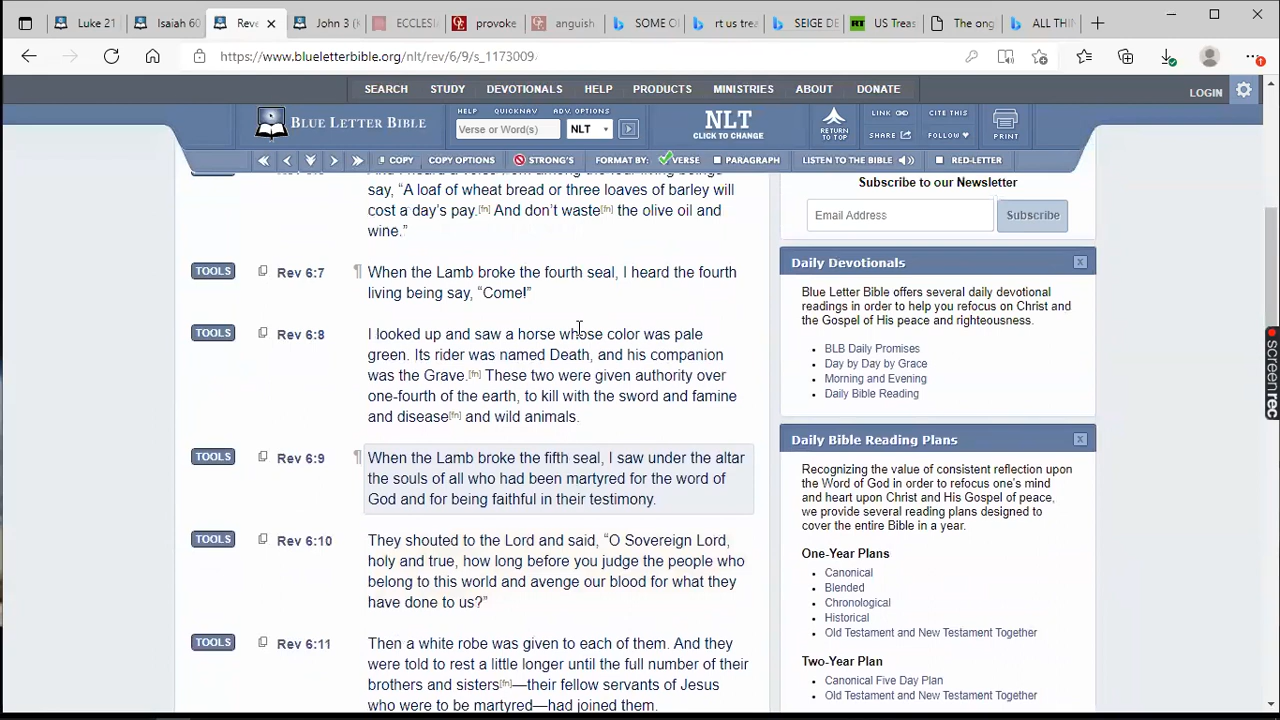 Luke 21
Isaiah 60
Reve
John 3 (K
ECCLESI
provoke
anguish
SOME O
rt us trea
SEIGE DE
US Treas
The ong
ALL THIN
https://www.blueletterbible.org/nlt/rev/6/9/s_1173009
SEARCH STUDY DEVOTIONALS HELP PRODUCTS MINISTRIES ABOUT DONATE LOGIN
BLUE LETTER BIBLE
HELP QUICKNAV ADV. OPTIONS
Verse or Word(s) NLT
NLT
CLICK TO CHANGE
RETURN
TO TOP
LINK CITE THIS
SHARE FOLLOW
PRINT
COPY COPY OPTIONS STRONG'S FORMAT BY: VERSE PARAGRAPH LISTEN TO THE BIBLE RED-LETTER
say, “A loaf of wheat bread or three loaves of barley will
cost a day’s pay.[fn] And don’t waste[fn] the olive oil and
wine.”
TOOLS Rev 6:7 ¶ When the Lamb broke the fourth seal, I heard the fourth
living being say, “Come!”
TOOLS Rev 6:8 I looked up and saw a horse whose color was pale
green. Its rider was named Death, and his companion
was the Grave.[fn] These two were given authority over
one-fourth of the earth, to kill with the sword and famine
and disease[fn] and wild animals.
TOOLS Rev 6:9 ¶ When the Lamb broke the fifth seal, I saw under the altar
the souls of all who had been martyred for the word of
God and for being faithful in their testimony.
TOOLS Rev 6:10 They shouted to the Lord and said, “O Sovereign Lord,
holy and true, how long before you judge the people who
belong to this world and avenge our blood for what they
have done to us?”
TOOLS Rev 6:11 Then a white robe was given to each of them. And they
were told to rest a little longer until the full number of their
brothers and sisters[fn]—their fellow servants of Jesus
who were to be martyred—had joined them.
Subscribe to our Newsletter
Email Address Subscribe
Daily Devotionals
Blue Letter Bible offers several daily devotional
readings in order to help you refocus on Christ and
the Gospel of His peace and righteousness.
• BLB Daily Promises
• Day by Day by Grace
• Morning and Evening
• Daily Bible Reading
Daily Bible Reading Plans
Recognizing the value of consistent reflection upon
the Word of God in order to refocus one's mind
and heart upon Christ and His Gospel of peace,
we provide several reading plans designed to
cover the entire Bible in a year.
One-Year Plans
• Canonical
• Blended
• Chronological
• Historical
• Old Testament and New Testament Together
Two-Year Plan
• Canonical Five Day Plan
• Old Testament and New Testament Together
screenrec